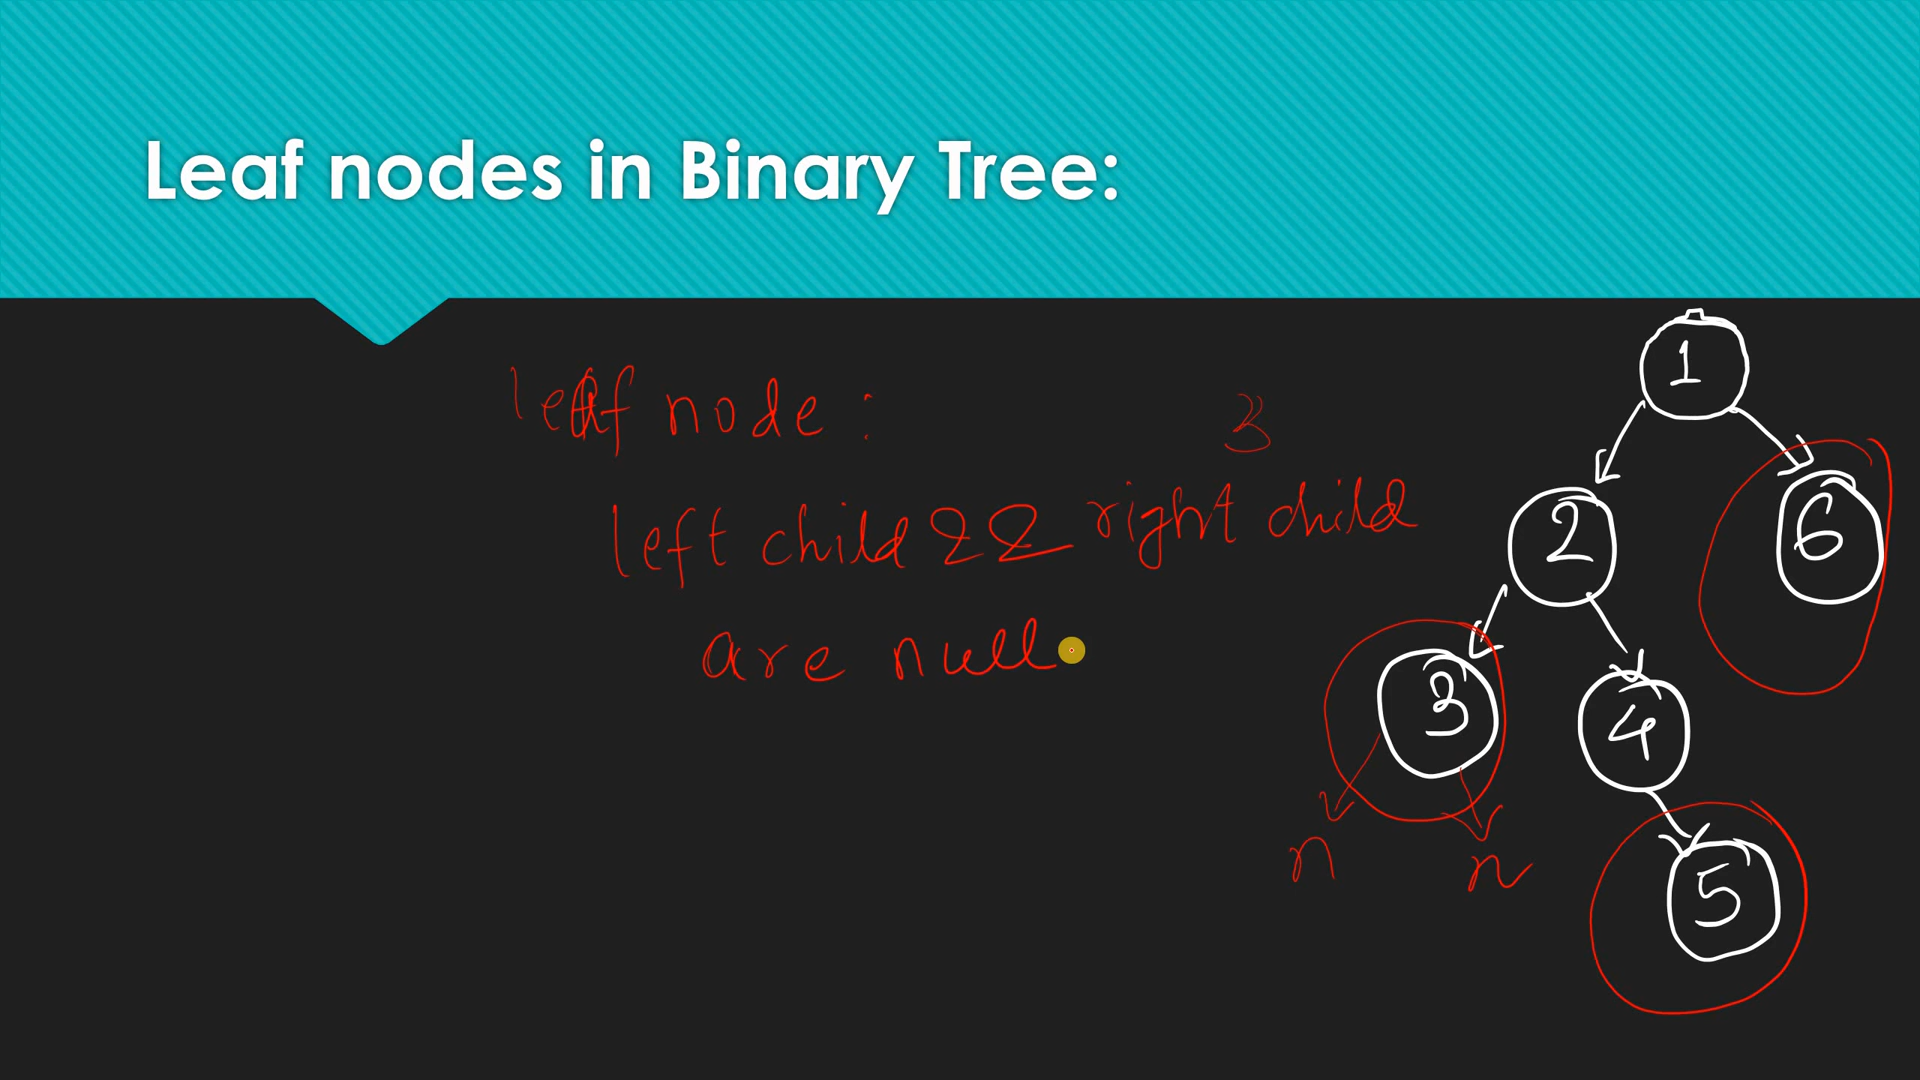 Leaf nodes in Binary Tree:
leaf node :
3
left child && right child
are null
1
2
6
3
4
n
n
5